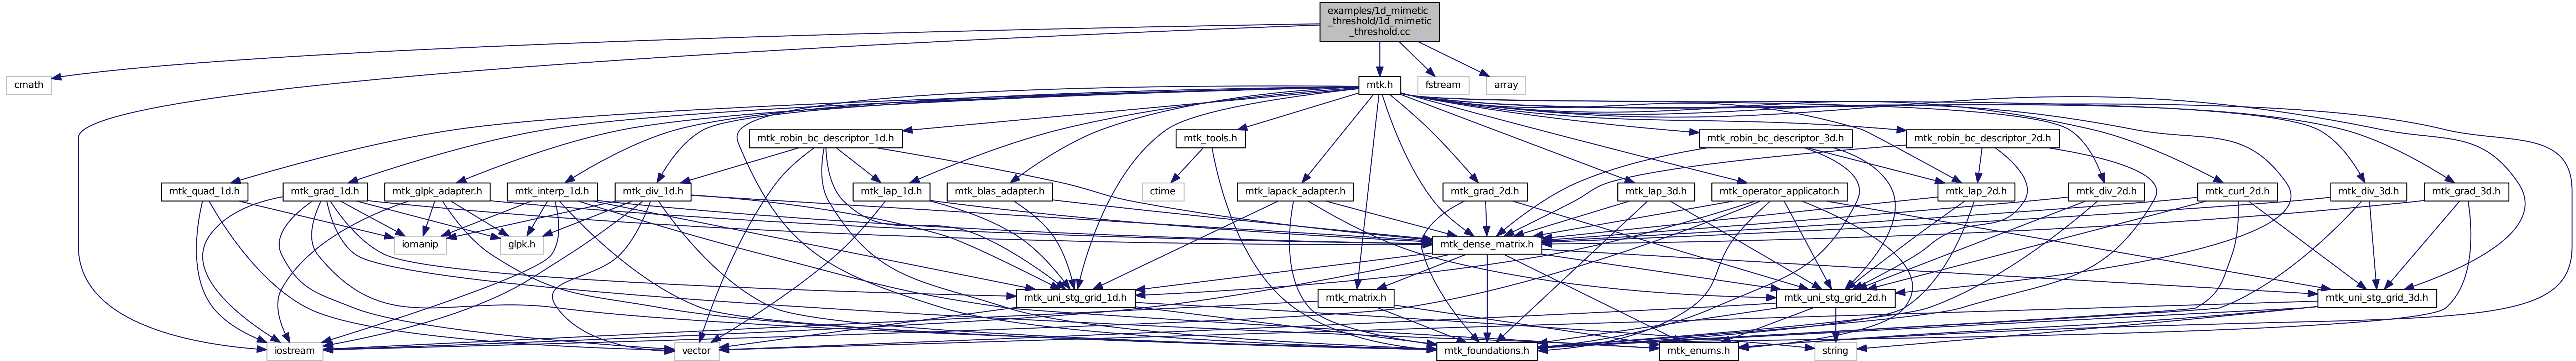 examples/1d_mimetic
_threshold/1d_mimetic
_threshold.cc
cmath
mtk.h
fstream
array
mtk_robin_bc_descriptor_1d.h
mtk_tools.h
mtk_robin_bc_descriptor_3d.h
mtk_robin_bc_descriptor_2d.h
mtk_quad_1d.h
mtk_grad_1d.h
mtk_glpk_adapter.h
mtk_interp_1d.h
mtk_div_1d.h
mtk_lap_1d.h
mtk_blas_adapter.h
ctime
mtk_lapack_adapter.h
mtk_grad_2d.h
mtk_lap_3d.h
mtk_operator_applicator.h
mtk_lap_2d.h
mtk_div_2d.h
mtk_curl_2d.h
mtk_div_3d.h
mtk_grad_3d.h
iomanip
glpk.h
mtk_dense_matrix.h
mtk_uni_stg_grid_1d.h
mtk_matrix.h
mtk_uni_stg_grid_2d.h
mtk_uni_stg_grid_3d.h
iostream
vector
mtk_foundations.h
mtk_enums.h
string